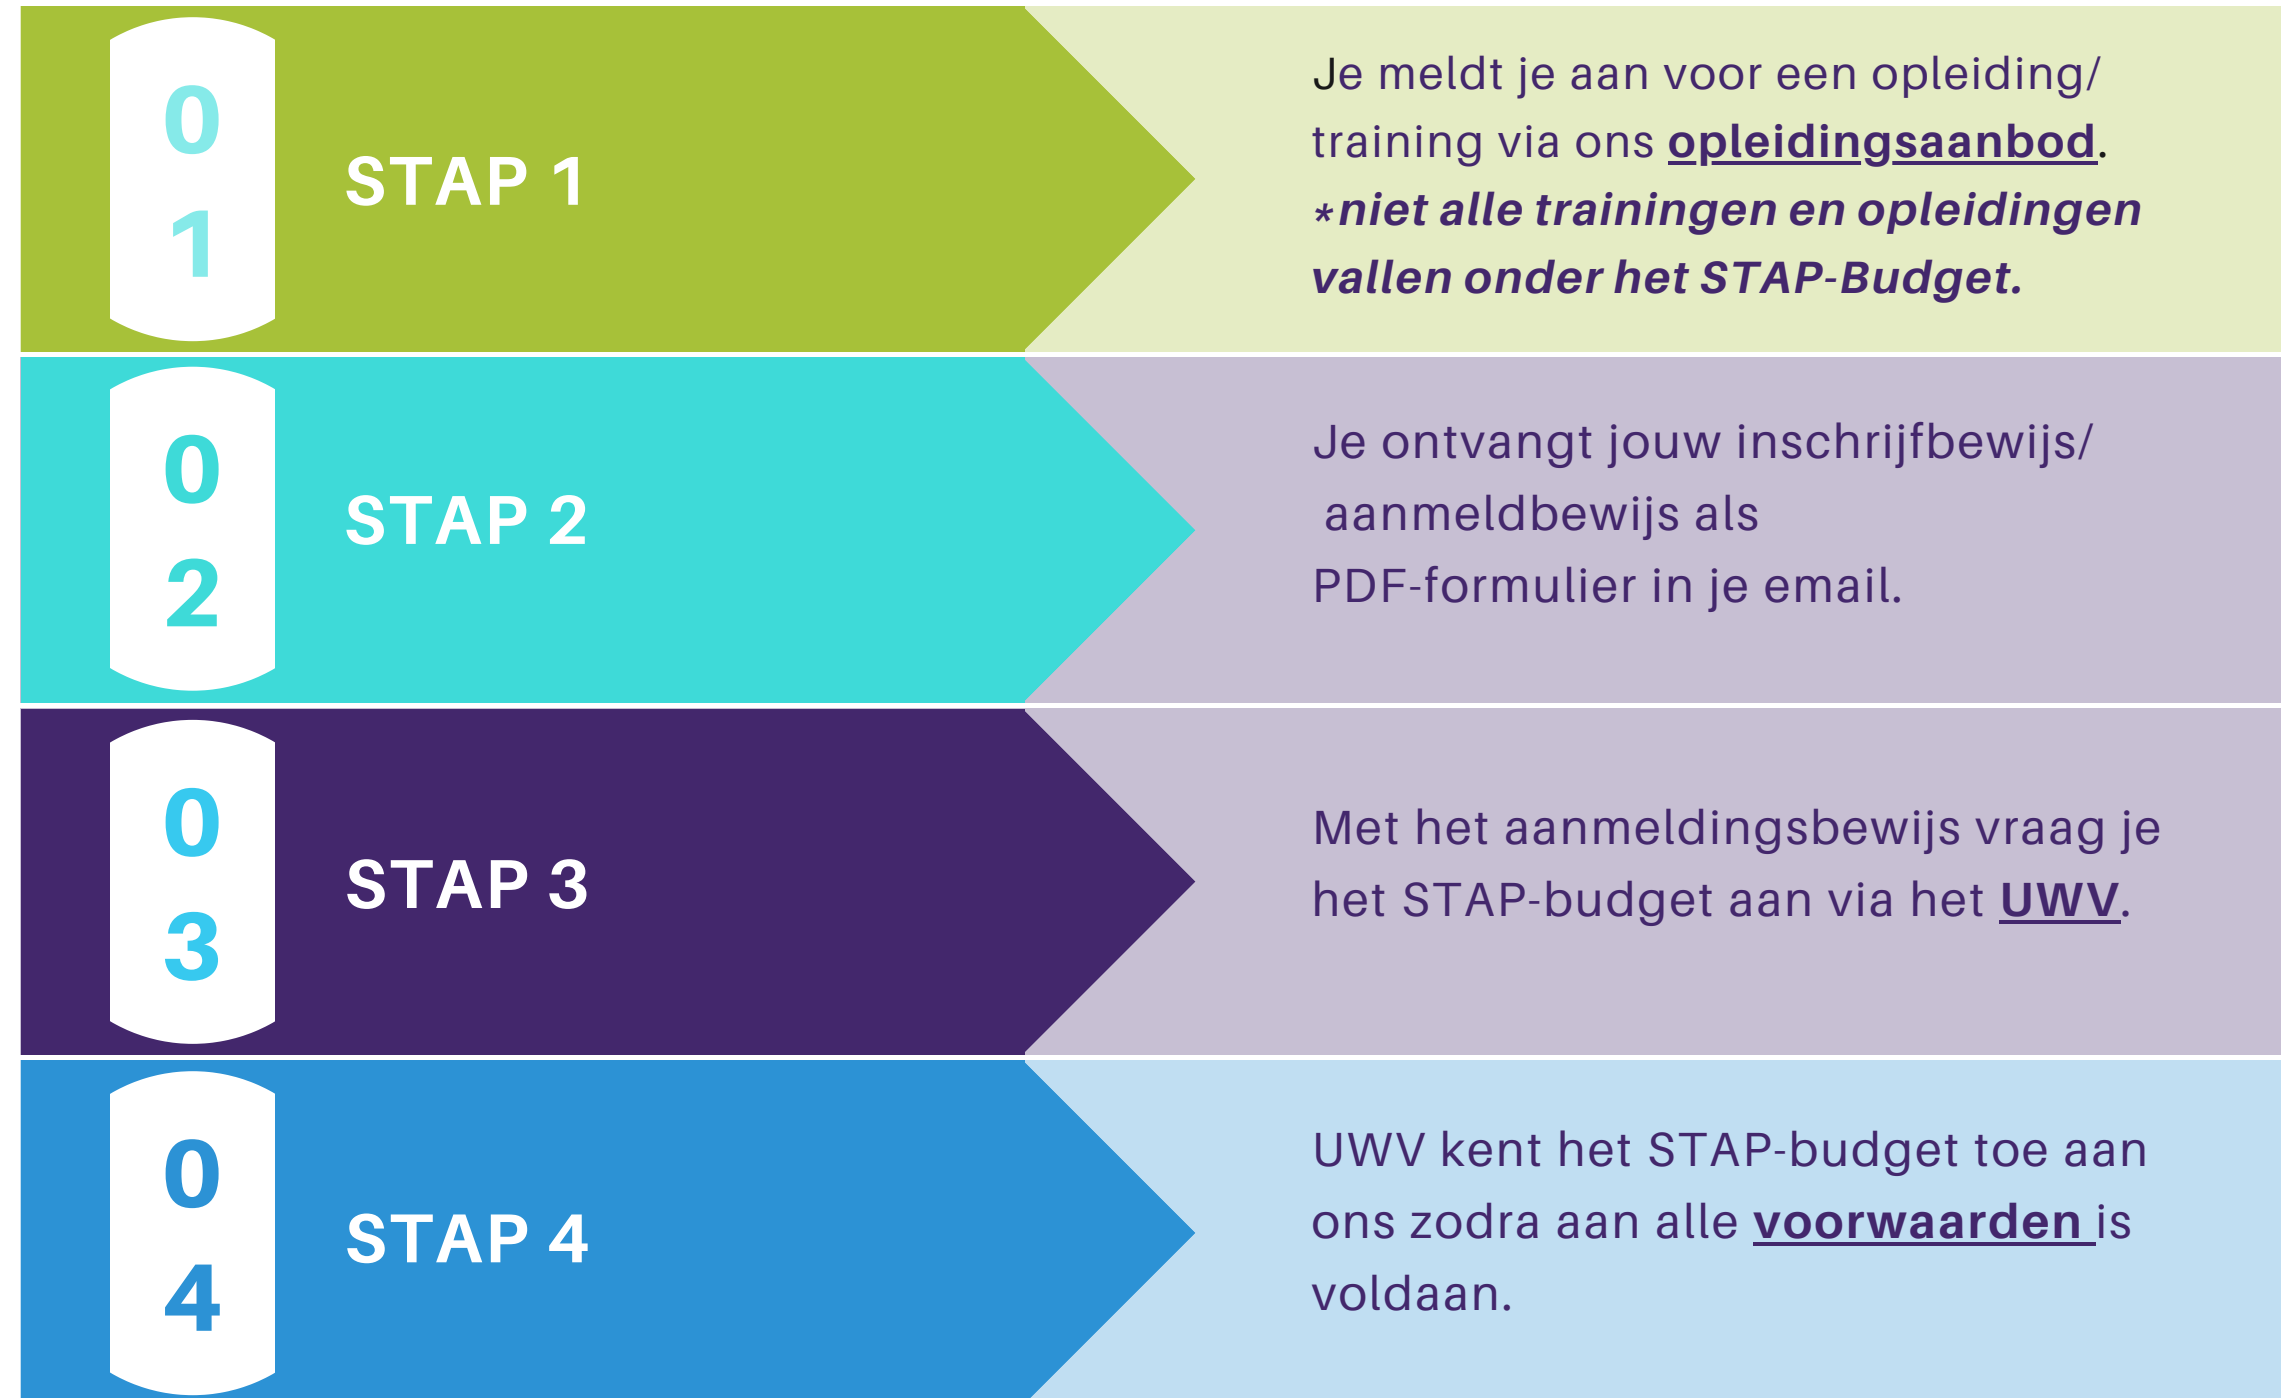 0
1
STAP 1
Je meldt je aan voor een opleiding/
training via ons opleidingsaanbod.
*niet alle trainingen en opleidingen
vallen onder het STAP-Budget.
0
2
STAP 2
Je ontvangt jouw inschrijfbewijs/
aanmeldbewijs als
PDF-formulier in je email.
0
3
STAP 3
Met het aanmeldingsbewijs vraag je
het STAP-budget aan via het UWV.
0
4
STAP 4
UWV kent het STAP-budget toe aan
ons zodra aan alle voorwaarden is
voldaan.